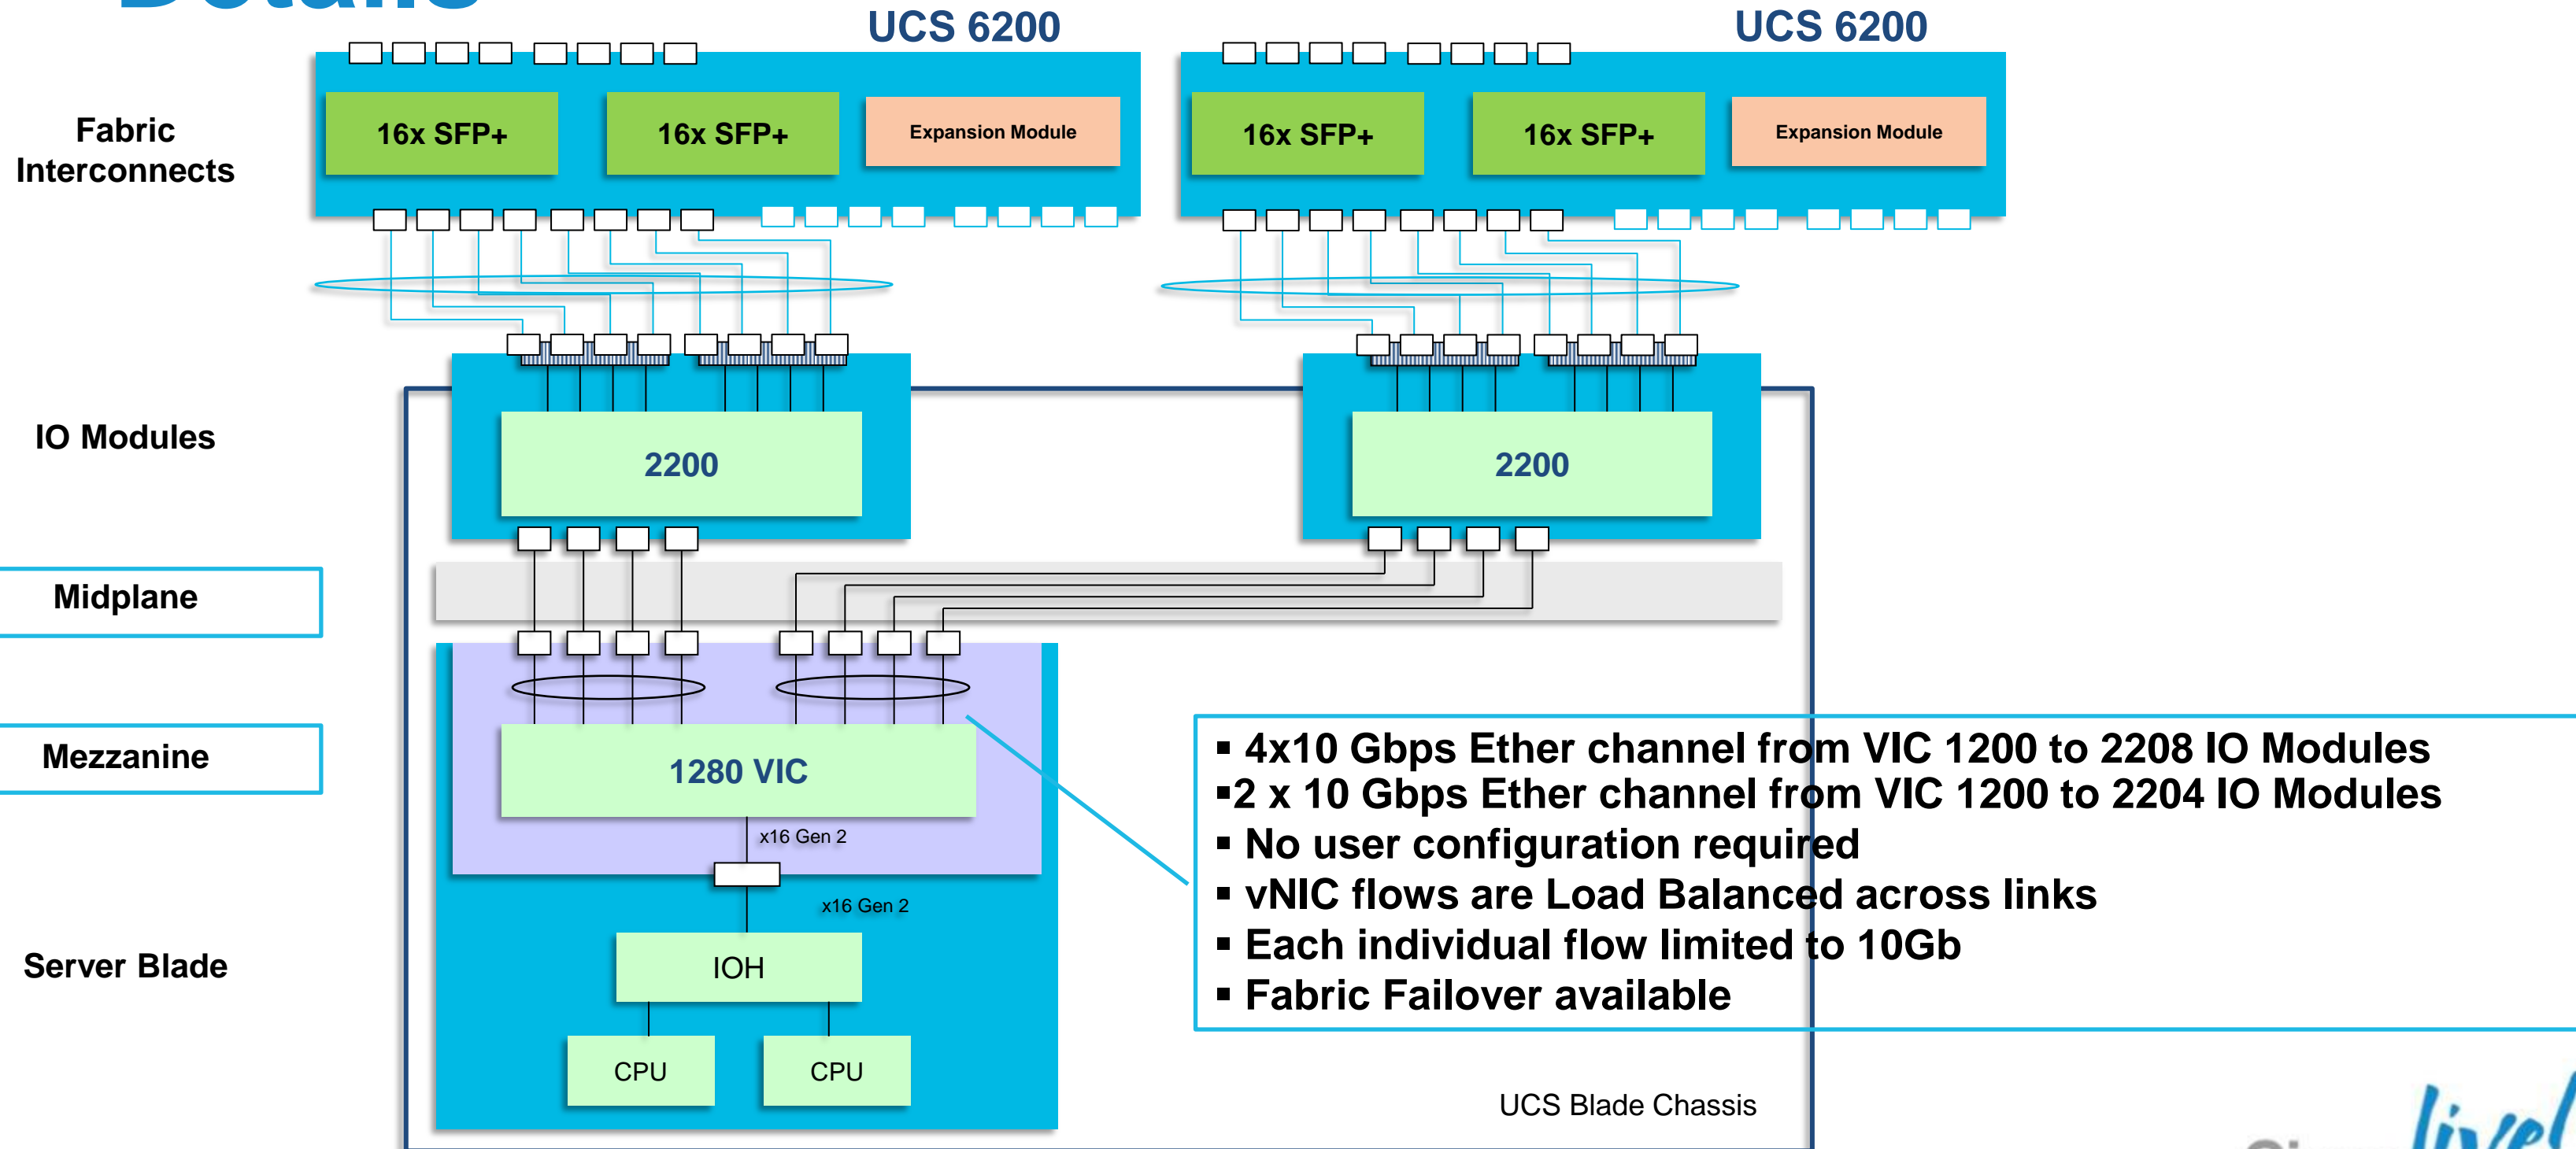 Details
UCS 6200
UCS 6200
Fabric
Interconnects
16x SFP+
16x SFP+
Expansion Module
16x SFP+
16x SFP+
Expansion Module
IO Modules
2200
2200
Midplane
Mezzanine
1280 VIC
x16 Gen 2
x16 Gen 2
Server Blade
IOH
CPU
CPU
▪ 4x10 Gbps Ether channel from VIC 1200 to 2208 IO Modules
▪2 x 10 Gbps Ether channel from VIC 1200 to 2204 IO Modules
▪ No user configuration required
▪ vNIC flows are Load Balanced across links
▪ Each individual flow limited to 10Gb
▪ Fabric Failover available
UCS Blade Chassis
live!